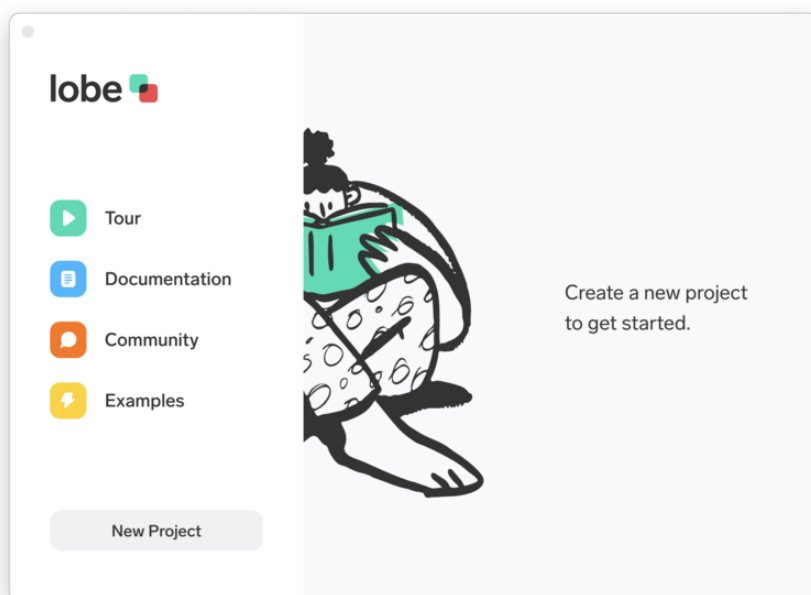 lobe
Tour
Documentation
Community
Examples
New Project
Create a new project
to get started.